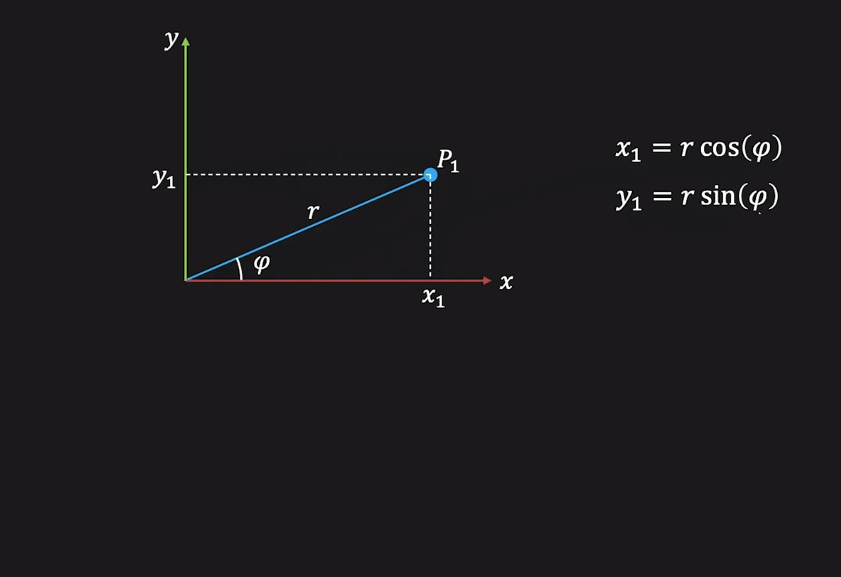 y
P₁
x₁ = r cos(φ)
y₁
y₁ = r sin(φ)
r
φ
x
x₁